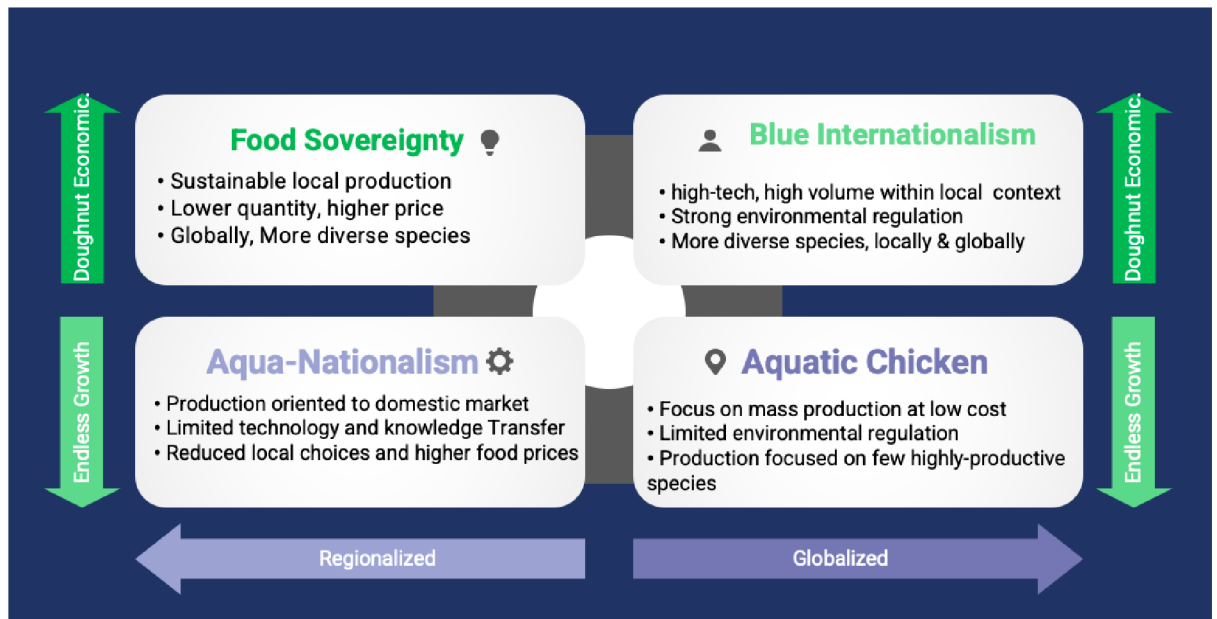 Doughnut Economic.
Food Sovereignty
• Sustainable local production
• Lower quantity, higher price
• Globally, More diverse species
Blue Internationalism
• high-tech, high volume within local context
• Strong environmental regulation
• More diverse species, locally & globally
Doughnut Economic.
Endless Growth
Aqua-Nationalism
• Production oriented to domestic market
• Limited technology and knowledge Transfer
• Reduced local choices and higher food prices
Aquatic Chicken
• Focus on mass production at low cost
• Limited environmental regulation
• Production focused on few highly-productive
species
Endless Growth
Regionalized
Globalized